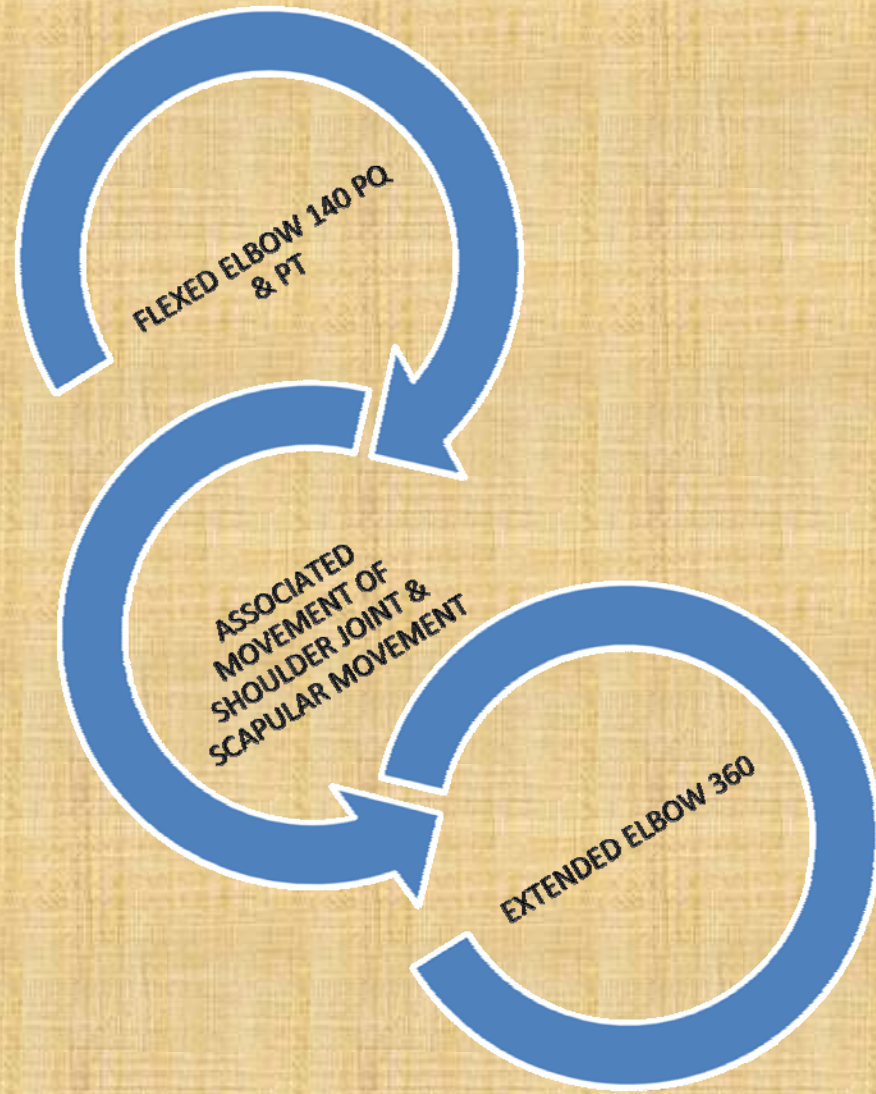 FLEXED ELBOW 140 PQ
& PT
ASSOCIATED
MOVEMENT OF
SHOULDER JOINT &
SCAPULAR MOVEMENT
EXTENDED ELBOW 360